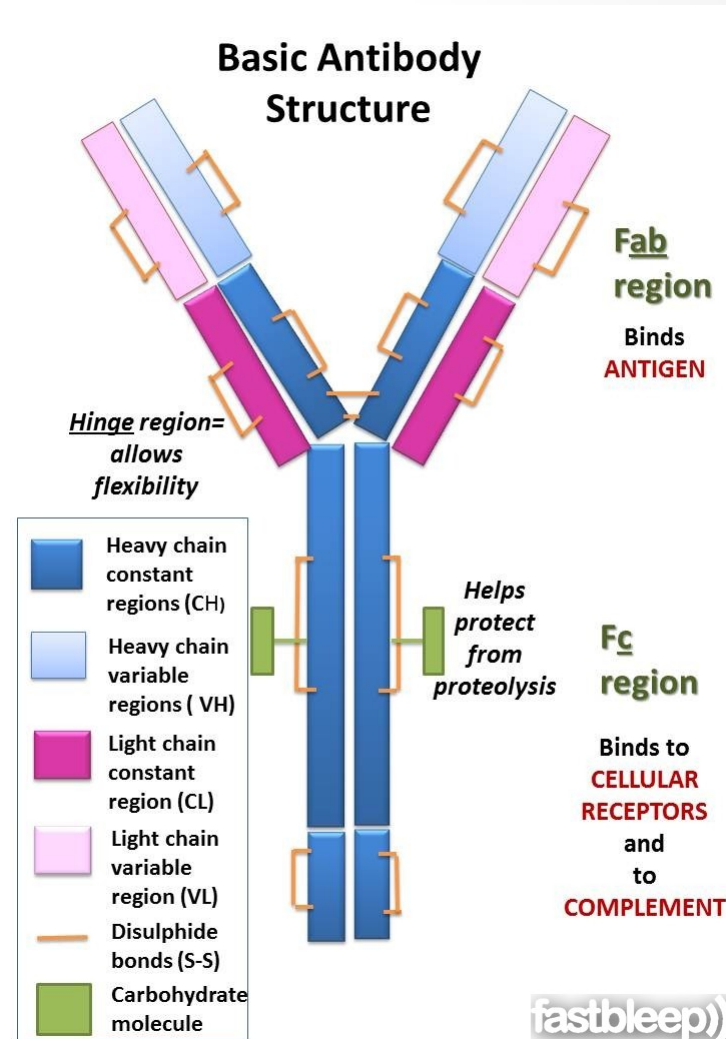 Basic Antibody
Structure
Fab
region
Binds
ANTIGEN
Hinge region=
allows
flexibility
Heavy chain
constant
regions (CH)
Heavy chain
variable
regions ( VH)
Light chain
constant
region (CL)
Light chain
variable
region (VL)
Disulphide
bonds (S-S)
Carbohydrate
molecule
Helps
protect
from
proteolysis
Fc
region
Binds to
CELLULAR
RECEPTORS
and
to
COMPLEMENT
fastbleep))